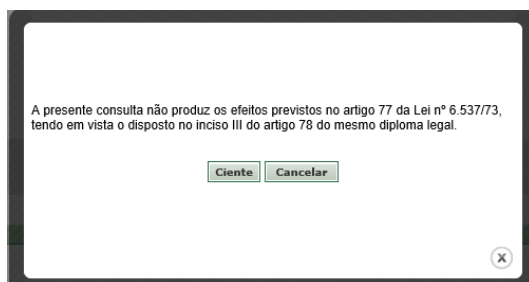 A presente consulta não produz os efeitos previstos no artigo 77 da Lei nº 6.537/73,
tendo em vista o disposto no inciso III do artigo 78 do mesmo diploma legal.
Ciente Cancelar
x